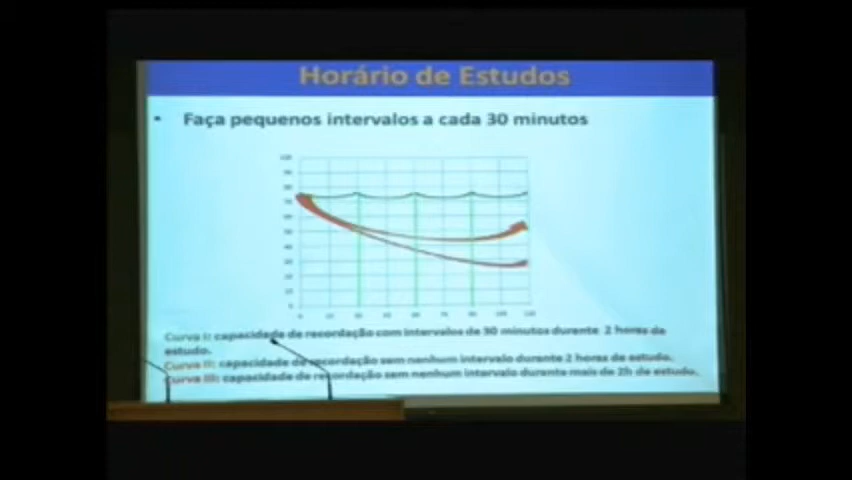 Horário de Estudos
• Faça pequenos intervalos a cada 30 minutos
Curva I: capacidade de recordação com intervalos de 30 minutos durante 2 horas de
estudo.
Curva II: capacidade de recordação sem nenhum intervalo durante 2 horas de estudo.
Curva III: capacidade de recordação sem nenhum intervalo durante mais de 2h de estudo.